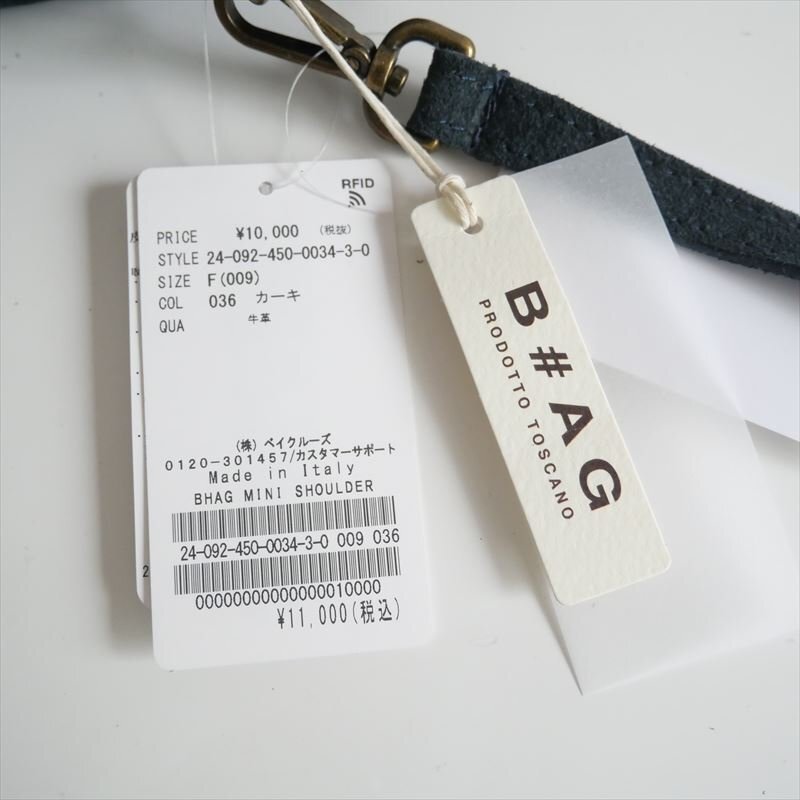 RFID
PRICE ¥10,000 (税抜)
STYLE 24-092-450-0034-3-0
SIZE F(009)
COL 036 カーキ
QUA 牛革
(株) ベイクルーズ
0120-301457/カスタマーサポート
Made in Italy
BHAG MINI SHOULDER
24-092-450-0034-3-0 009 036
00000000000000010000
¥11,000(税込)
B#AG
PRODOTTO TOSCANO